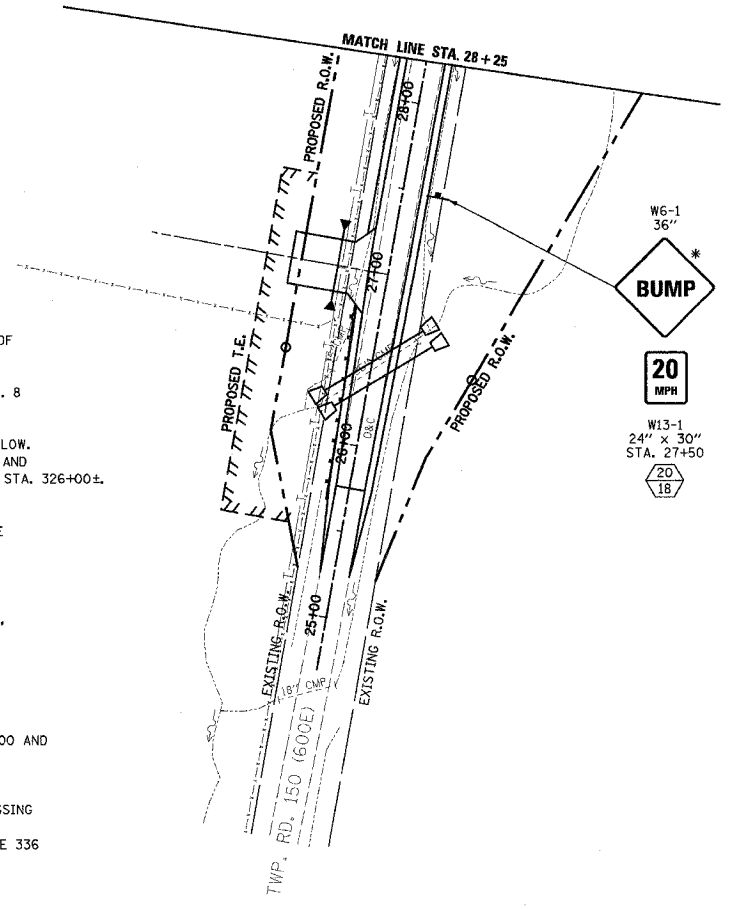 MATCH LINE STA. 28+25
PROPOSED R.O.W.
28+00
W6-1
36"
*
BUMP
20
MPH
W13-1
24" x 30"
STA. 27+50
20
18
27+00
PROPOSED T.E.
PROPOSED R.O.W.
CMP
26+00
O&C
OF
. 8
LOW.
AND
STA. 326+00±.
E
.
00 AND
SSING
E 336
25+00
EXISTING R.O.W.
EXISTING R.O.W.
18" CMP
TWP. RD. 150 (600E)